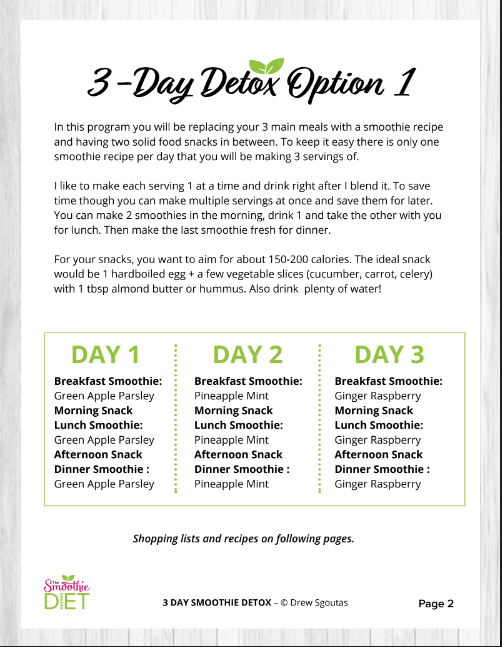 3-Day Detox Option 1
In this program you will be replacing your 3 main meals with a smoothie recipe
and having two solid food snacks in between. To keep it easy there is only one
smoothie recipe per day that you will be making 3 servings of.
I like to make each serving 1 at a time and drink right after I blend it. To save
time though you can make multiple servings at once and save them for later.
You can make 2 smoothies in the morning, drink 1 and take the other with you
for lunch. Then make the last smoothie fresh for dinner.
For your snacks, you want to aim for about 150-200 calories. The ideal snack
would be 1 hardboiled egg + a few vegetable slices (cucumber, carrot, celery)
with 1 tbsp almond butter or hummus. Also drink plenty of water!
DAY 1
Breakfast Smoothie:
Green Apple Parsley
Morning Snack
Lunch Smoothie:
Green Apple Parsley
Afternoon Snack
Dinner Smoothie :
Green Apple Parsley
DAY 2
Breakfast Smoothie:
Pineapple Mint
Morning Snack
Lunch Smoothie:
Pineapple Mint
Afternoon Snack
Dinner Smoothie :
Pineapple Mint
DAY 3
Breakfast Smoothie:
Ginger Raspberry
Morning Snack
Lunch Smoothie:
Ginger Raspberry
Afternoon Snack
Dinner Smoothie :
Ginger Raspberry
Shopping lists and recipes on following pages.
The
Smoothie
DIET
3 DAY SMOOTHIE DETOX – © Drew Sgoutas
Page 2